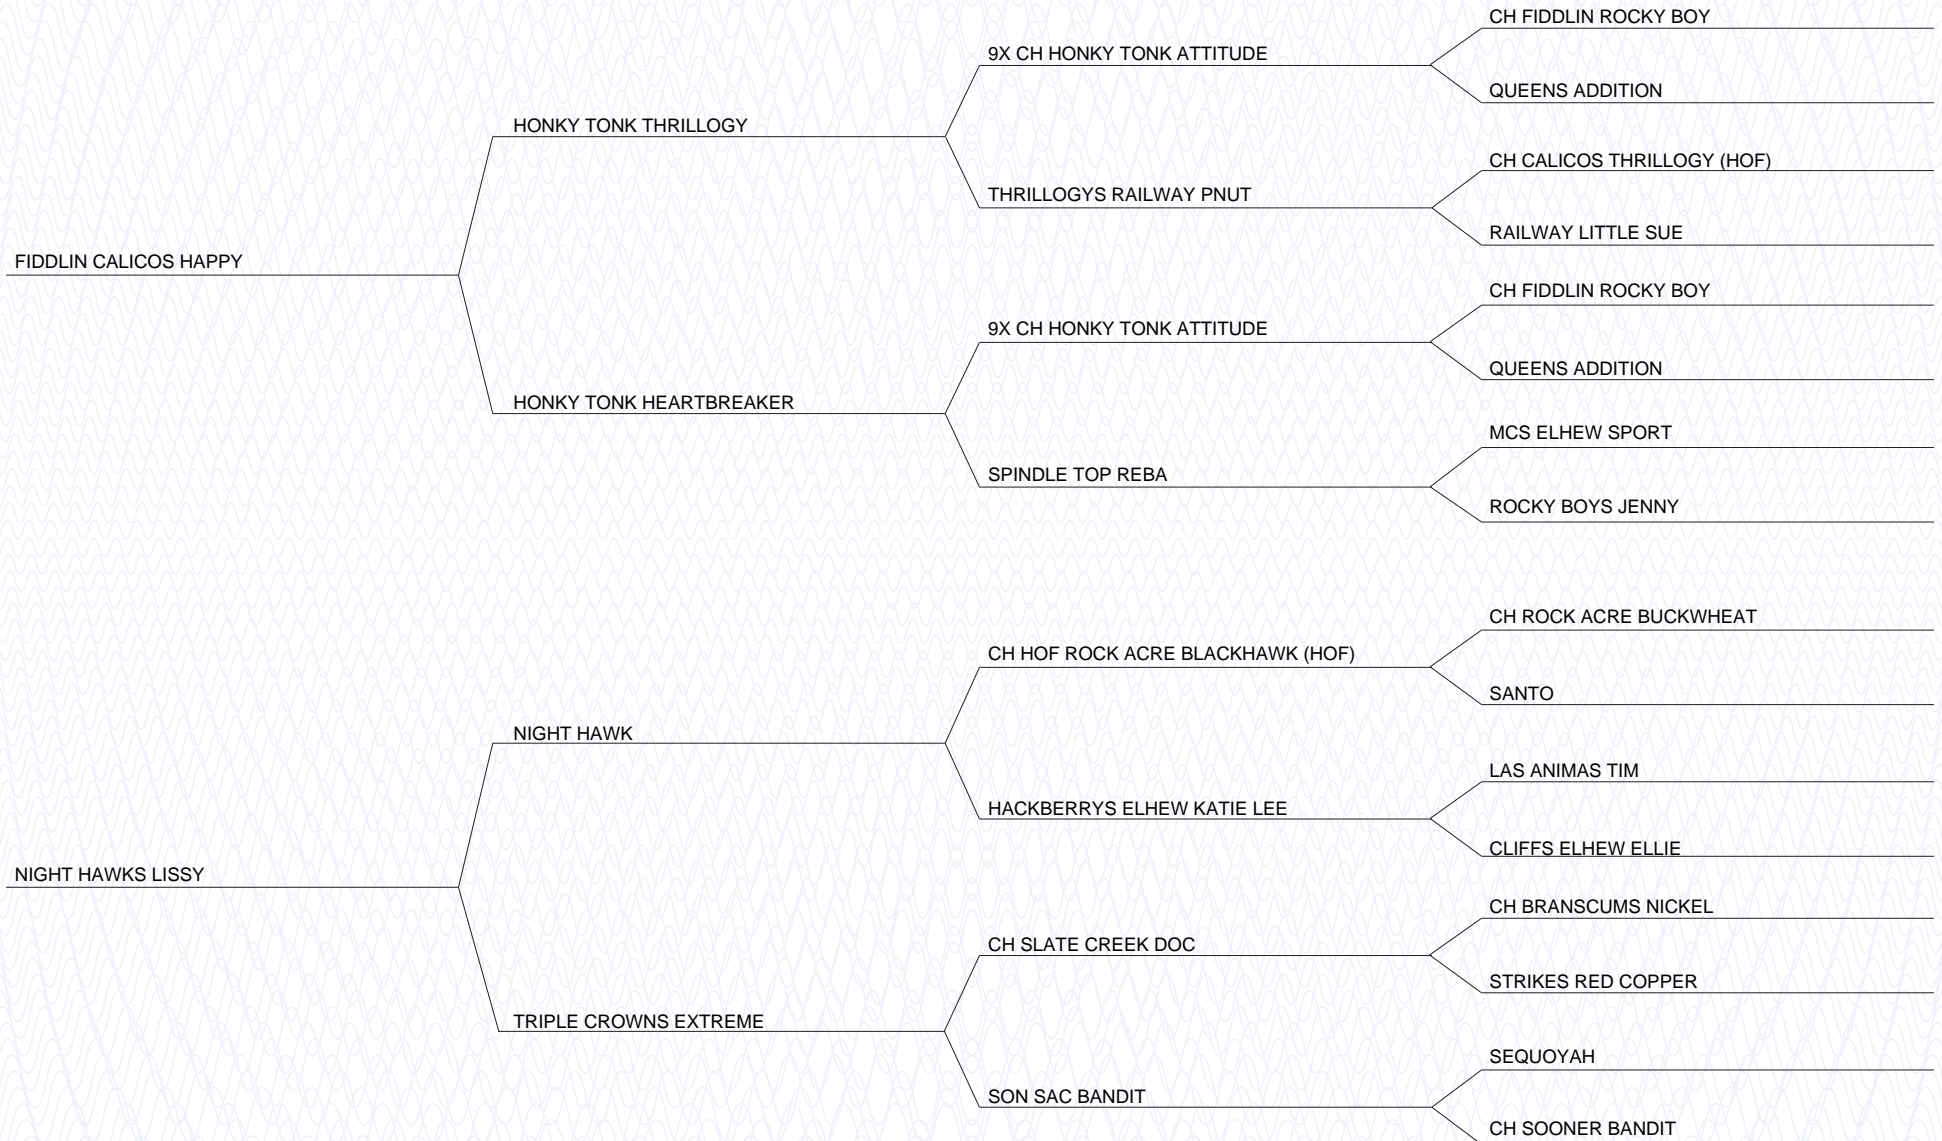 CH FIDDLIN ROCKY BOY
9X CH HONKY TONK ATTITUDE
QUEENS ADDITION
HONKY TONK THRILLOGY
CH CALICOS THRILLOGY (HOF)
THRILLOGYS RAILWAY PNUT
RAILWAY LITTLE SUE
FIDDLIN CALICOS HAPPY
CH FIDDLIN ROCKY BOY
9X CH HONKY TONK ATTITUDE
QUEENS ADDITION
HONKY TONK HEARTBREAKER
MCS ELHEW SPORT
SPINDLE TOP REBA
ROCKY BOYS JENNY
CH ROCK ACRE BUCKWHEAT
CH HOF ROCK ACRE BLACKHAWK (HOF)
SANTO
NIGHT HAWK
LAS ANIMAS TIM
HACKBERRYS ELHEW KATIE LEE
CLIFFS ELHEW ELLIE
NIGHT HAWKS LISSY
CH BRANSCUMS NICKEL
CH SLATE CREEK DOC
STRIKES RED COPPER
TRIPLE CROWNS EXTREME
SEQUOYAH
SON SAC BANDIT
CH SOONER BANDIT